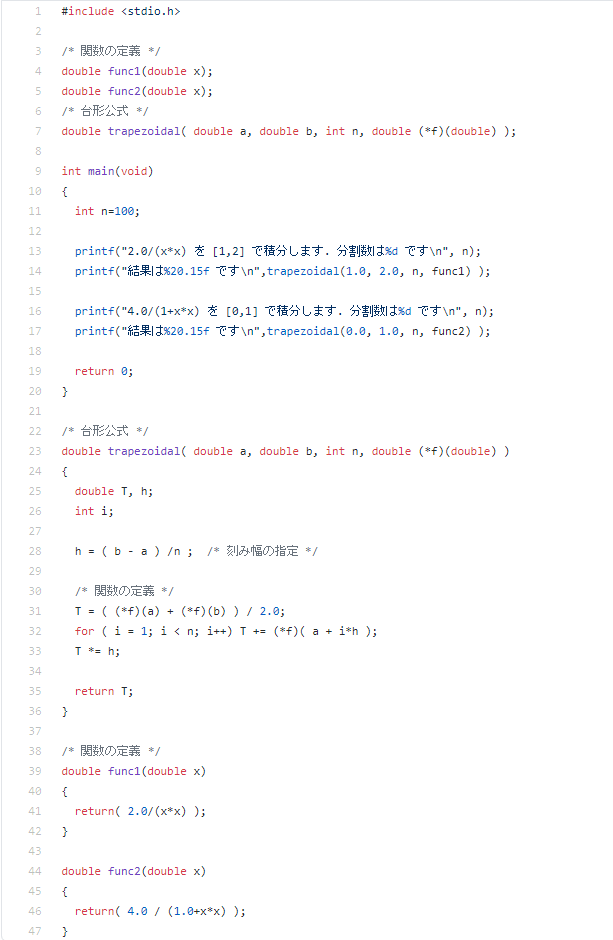 1 #include <stdio.h>
2
3 /* 関数の定義 */
4 double func1(double x);
5 double func2(double x);
6 /* 台形公式 */
7 double trapezoidal( double a, double b, int n, double (*f)(double) );
8
9 int main(void)
10 {
11   int n=100;
12
13   printf("2.0/(x*x) を [1,2] で積分します. 分割数は%d です\n", n);
14   printf("結果は%20.15f です\n",trapezoidal(1.0, 2.0, n, func1) );
15
16   printf("4.0/(1+x*x) を [0,1] で積分します. 分割数は%d です\n", n);
17   printf("結果は%20.15f です\n",trapezoidal(0.0, 1.0, n, func2) );
18
19   return 0;
20 }
21
22 /* 台形公式 */
23 double trapezoidal( double a, double b, int n, double (*f)(double) )
24 {
25   double T, h;
26   int i;
27
28   h = ( b - a ) /n ;  /* 刻み幅の指定 */
29
30   /* 関数の定義 */
31   T = ( (*f)(a) + (*f)(b) ) / 2.0;
32   for ( i = 1; i < n; i++) T += (*f)( a + i*h );
33   T *= h;
34
35   return T;
36 }
37
38 /* 関数の定義 */
39 double func1(double x)
40 {
41   return( 2.0/(x*x) );
42 }
43
44 double func2(double x)
45 {
46   return( 4.0 / (1.0+x*x) );
47 }